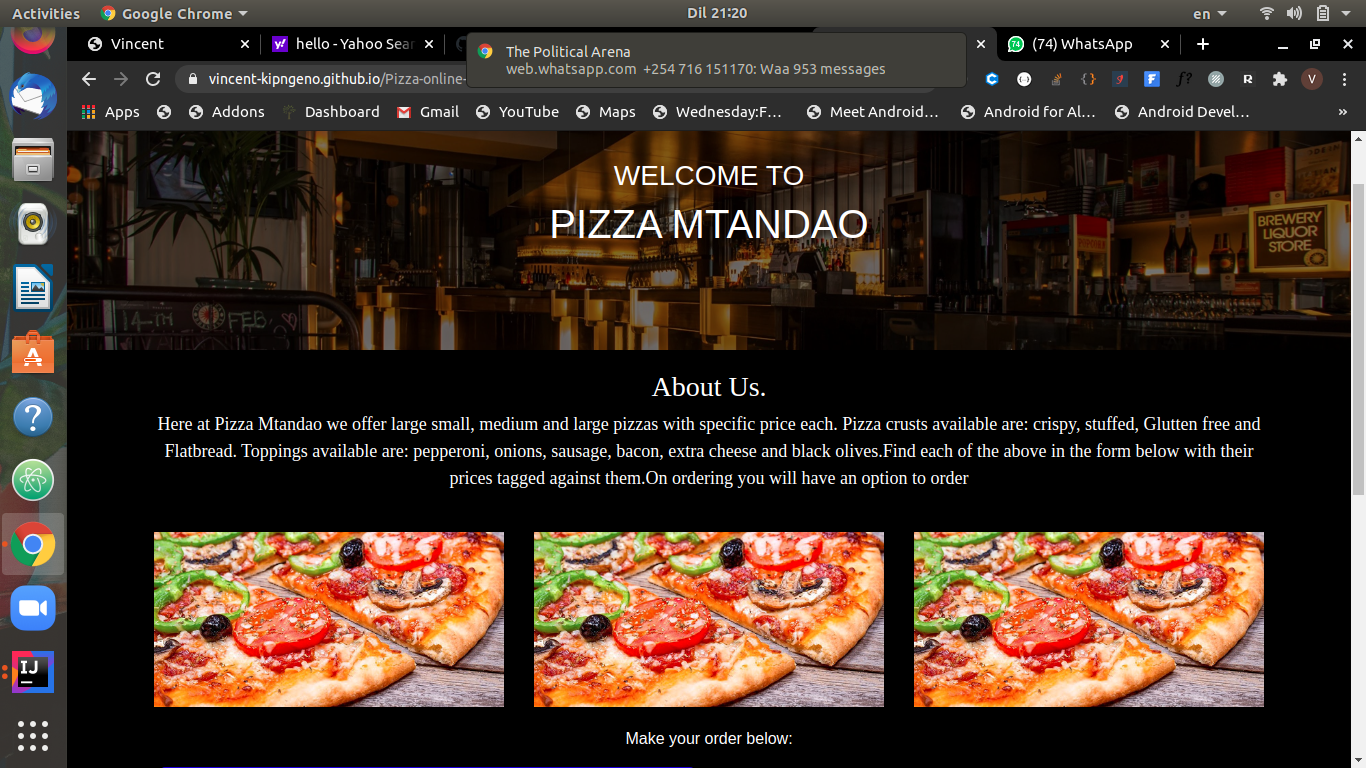 Activities Google Chrome Dil 21:20 en
Vincent hello - Yahoo Sear (74) WhatsApp
The Political Arena
web.whatsapp.com +254 716 151170: Waa 953 messages
vincent-kipngeno.github.io/Pizza-online-
Apps Addons Dashboard Gmail YouTube Maps Wednesday:F… Meet Android… Android for Al… Android Devel… »
WELCOME TO
PIZZA MTANDAO
BREWERY
LIQUOR
STORE
14-m FEB
About Us.
Here at Pizza Mtandao we offer large small, medium and large pizzas with specific price each. Pizza crusts available are: crispy, stuffed, Glutten free and
Flatbread. Toppings available are: pepperoni, onions, sausage, bacon, extra cheese and black olives.Find each of the above in the form below with their
prices tagged against them.On ordering you will have an option to order
Make your order below: